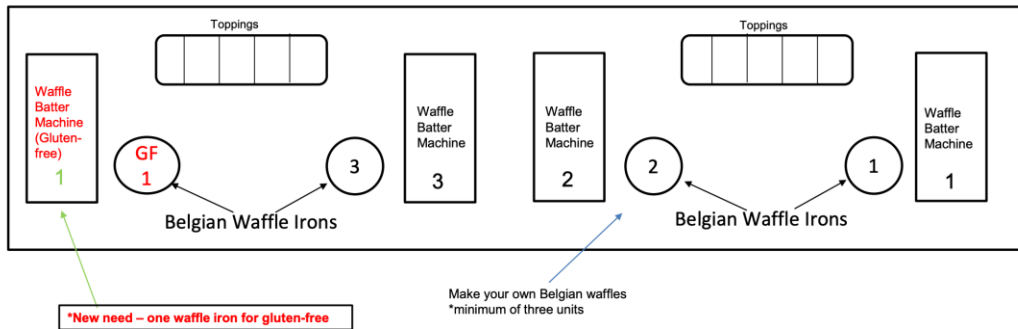 Toppings
Toppings
Waffle
Batter
Machine
(Gluten-
free)
1
GF
1
3
Waffle
Batter
Machine
3
Waffle
Batter
Machine
2
2
1
Waffle
Batter
Machine
1
Belgian Waffle Irons
Belgian Waffle Irons
Make your own Belgian waffles
*minimum of three units
*New need – one waffle iron for gluten-free